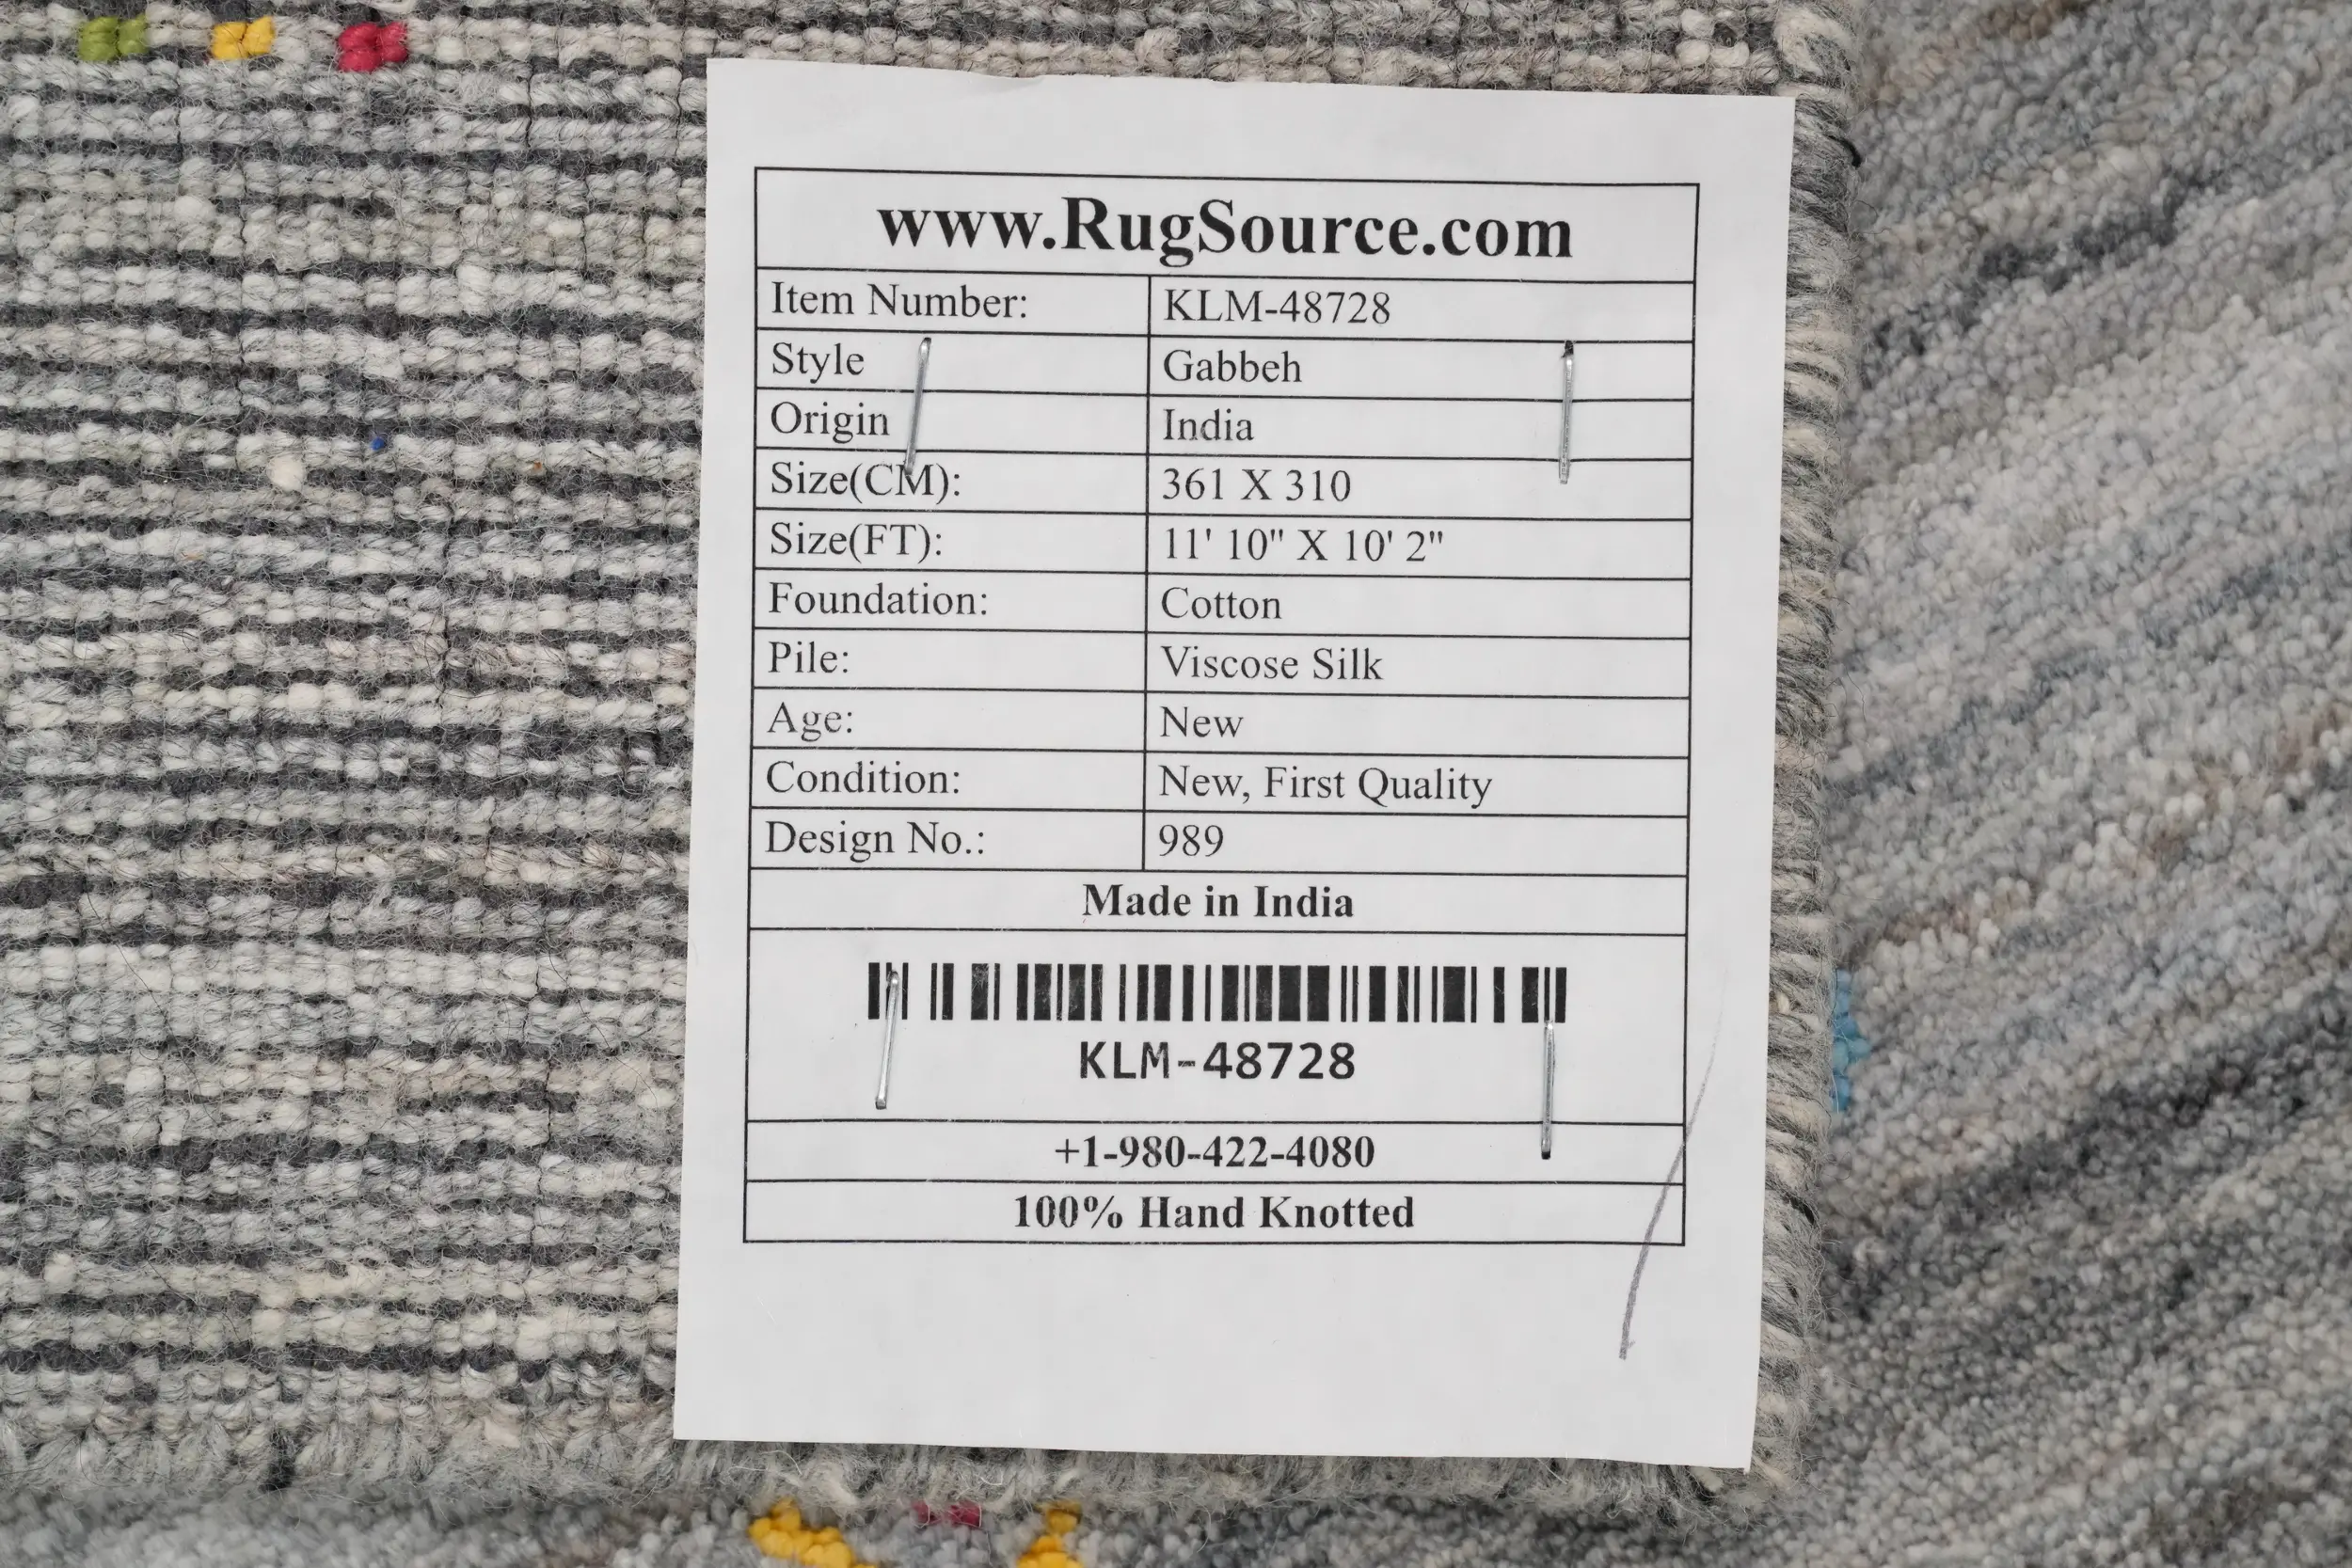 www.RugSource.com
Item Number: KLM-48728
Style Gabbeh
Origin India
Size(CM): 361 X 310
Size(FT): 11' 10" X 10' 2"
Foundation: Cotton
Pile: Viscose Silk
Age: New
Condition: New, First Quality
Design No.: 989
Made in India
KLM-48728
+1-980-422-4080
100% Hand Knotted